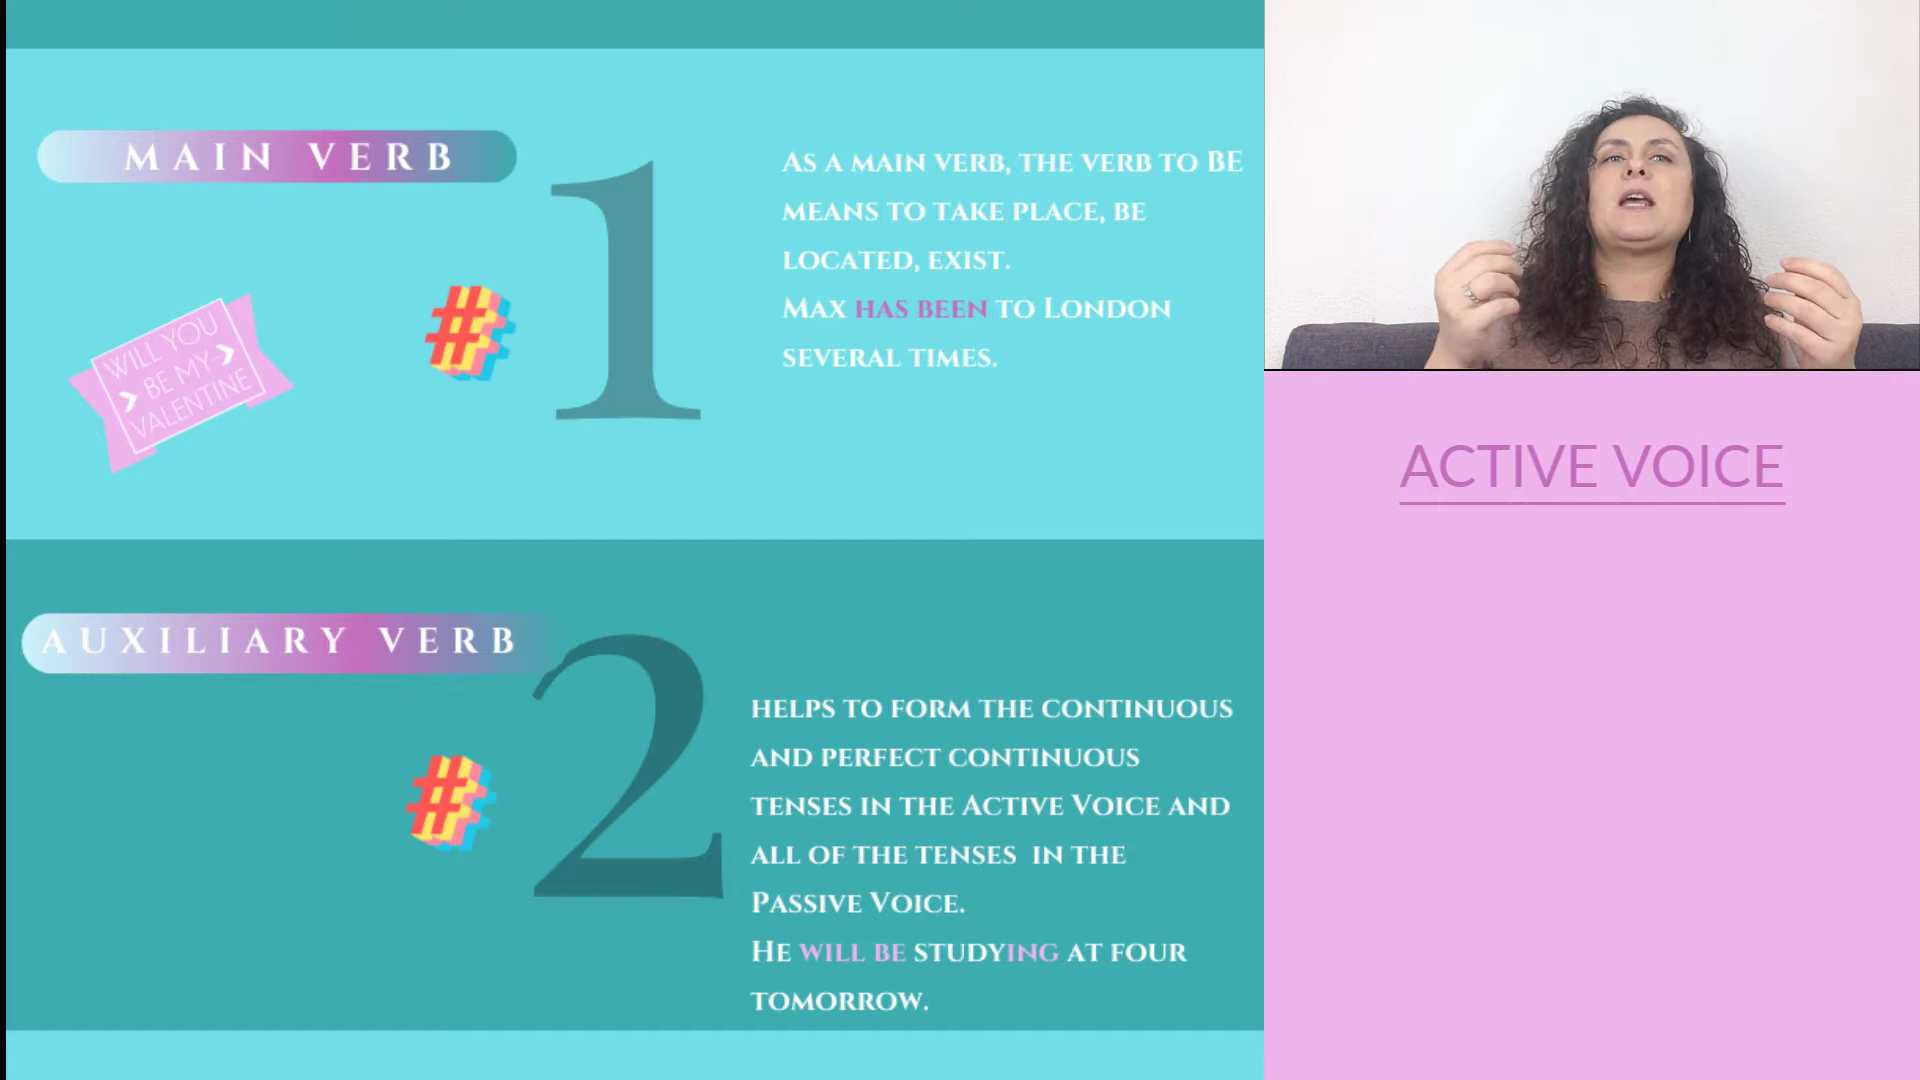 MAIN VERB
1
AS A MAIN VERB, THE VERB TO BE
MEANS TO TAKE PLACE, BE
LOCATED, EXIST.
MAX HAS BEEN TO LONDON
SEVERAL TIMES.
#
WILL YOU
BE MY
VALENTINE
AUXILIARY VERB
2
#
HELPS TO FORM THE CONTINUOUS
AND PERFECT CONTINUOUS
TENSES IN THE ACTIVE VOICE AND
ALL OF THE TENSES IN THE
PASSIVE VOICE.
HE WILL BE STUDYING AT FOUR
TOMORROW.
ACTIVE VOICE